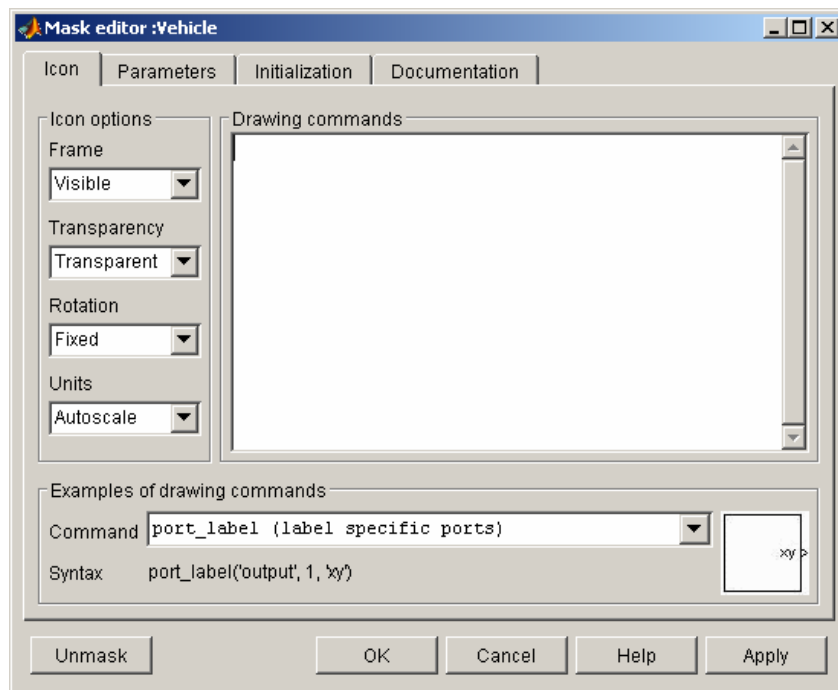 Mask editor :Vehicle
Icon Parameters Initialization Documentation
Icon options
Frame
Visible
Transparency
Transparent
Rotation
Fixed
Units
Autoscale
Drawing commands
Examples of drawing commands
Command port_label (label specific ports)
Syntax port_label('output', 1, 'xy')
xy >
Unmask OK Cancel Help Apply